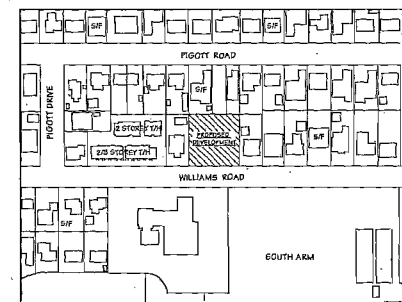 S/F
PIGOTT ROAD
PIGOTT DRIVE
S/F
2 STOREY T/H
PROPOSED
DEVELOPMENT
S/F
2/3 STOREY T/H
WILLIAMS ROAD
S/F
SOUTH ARM